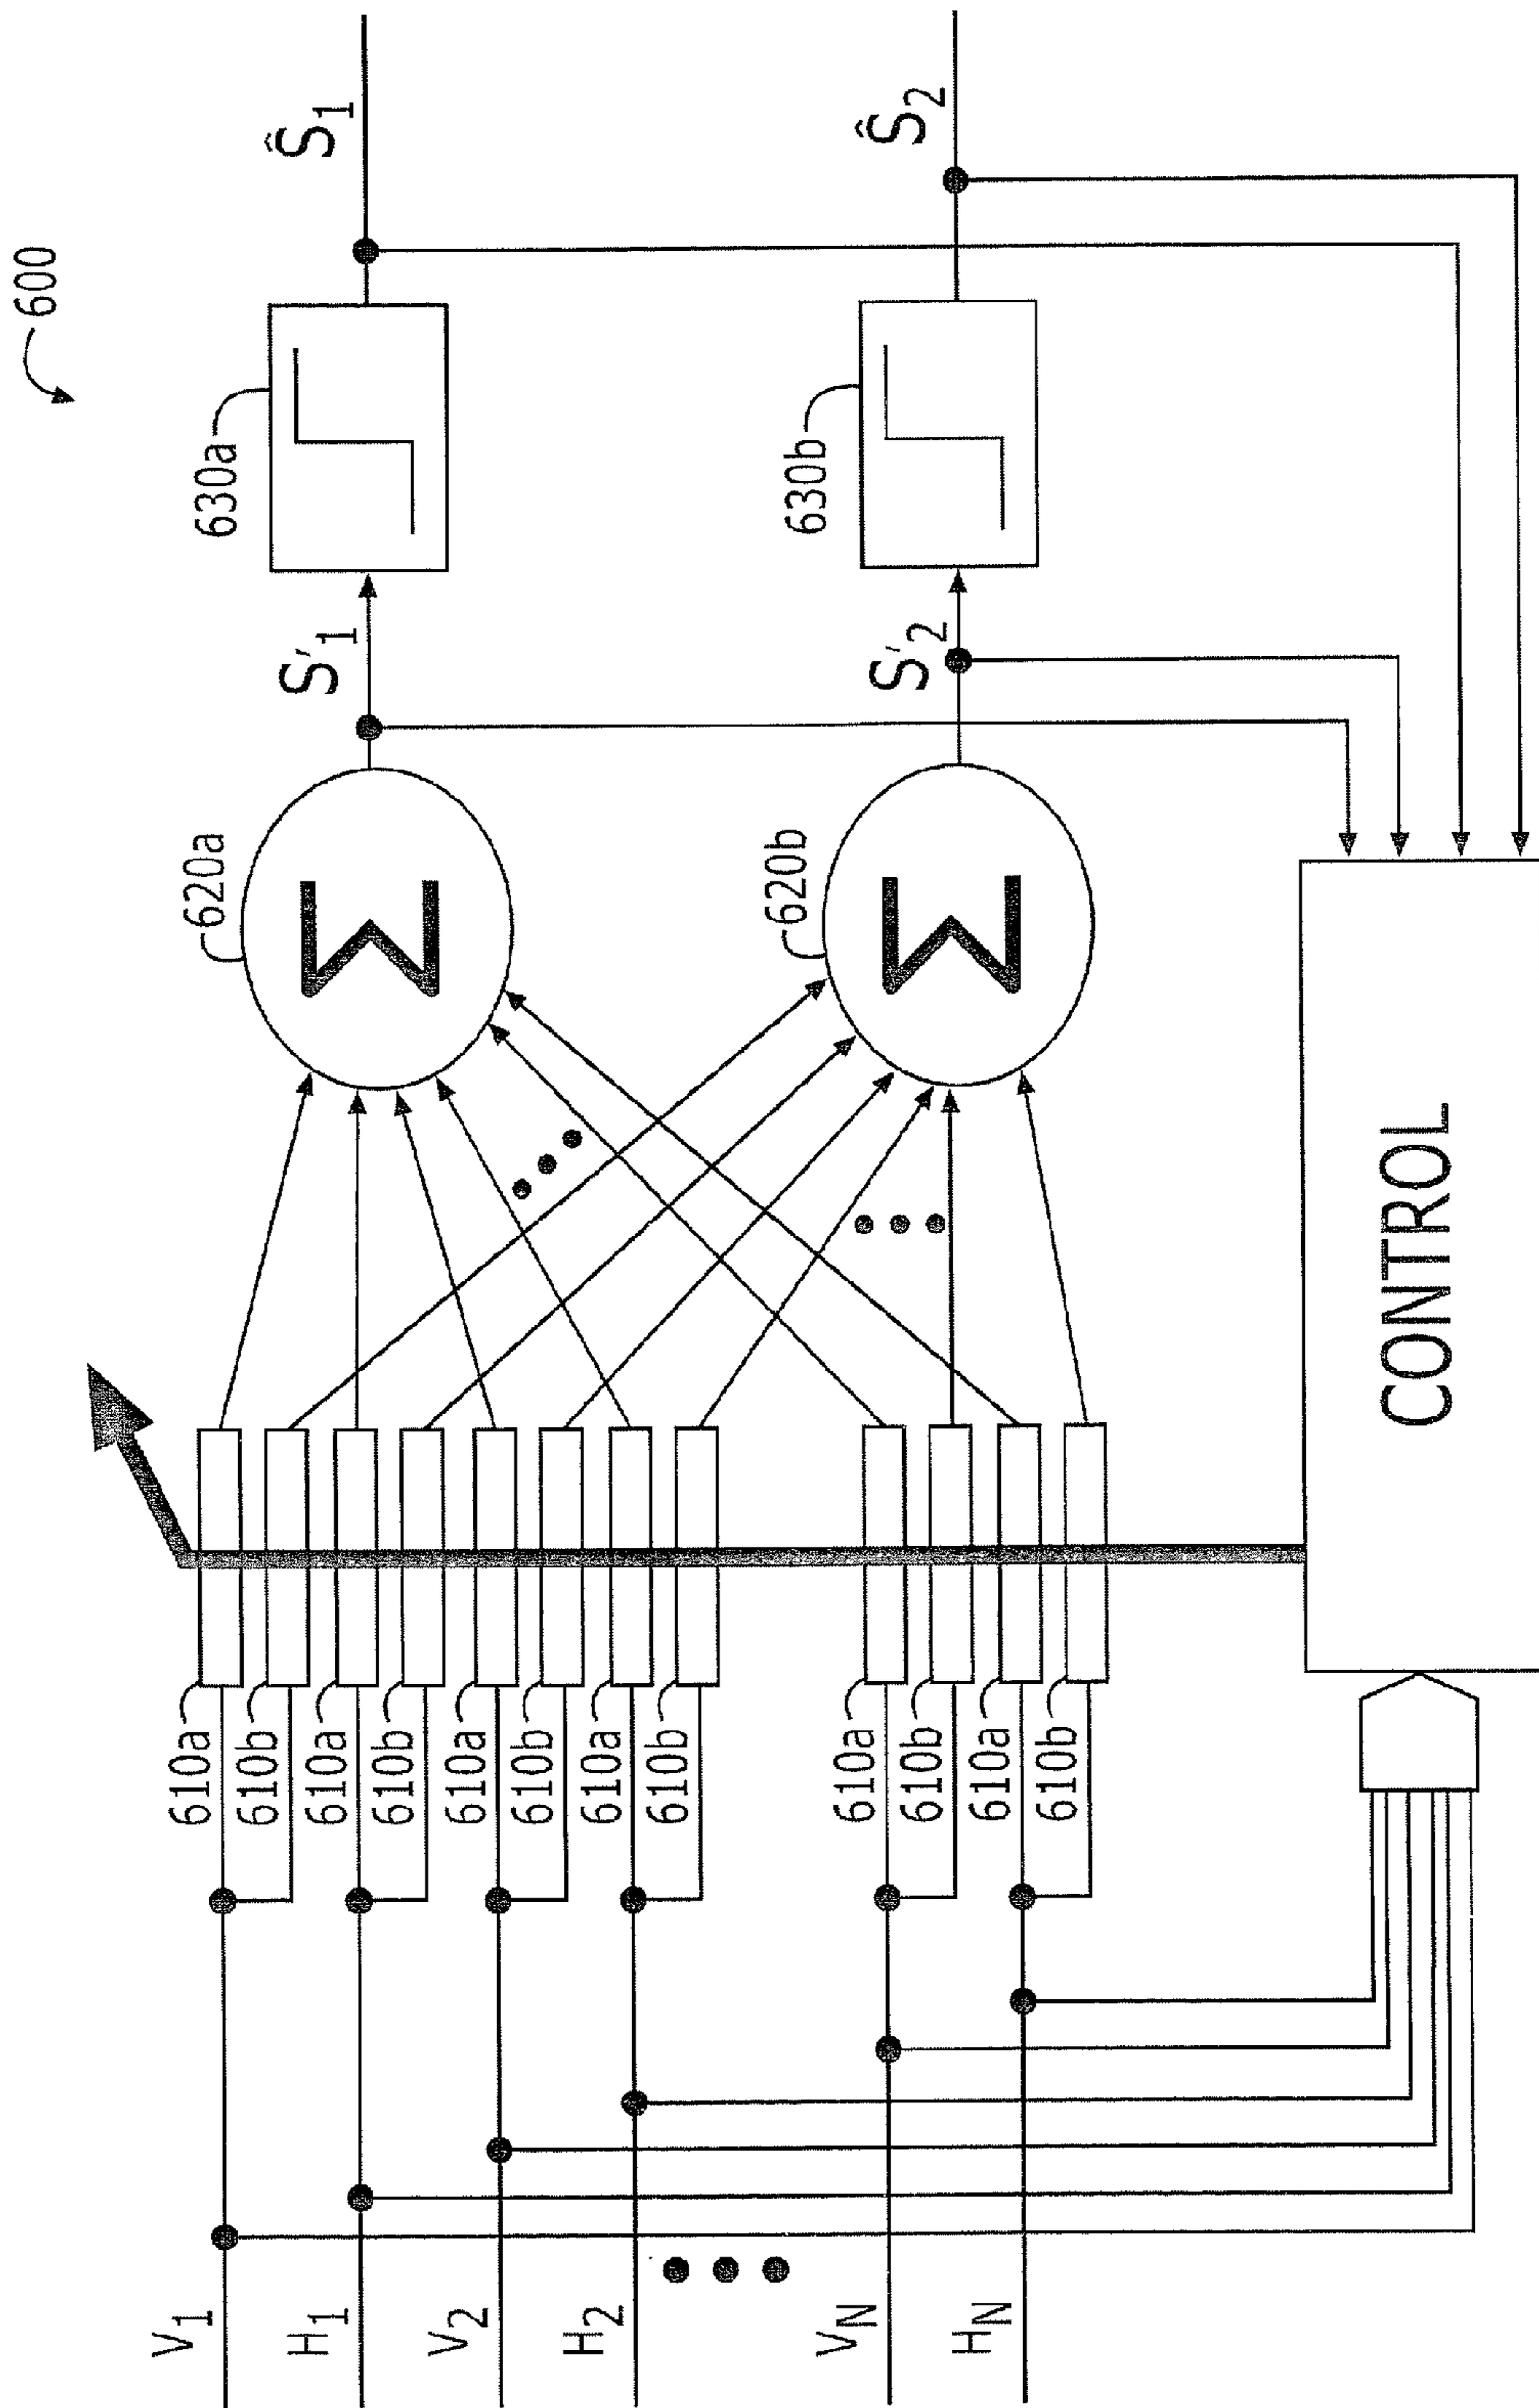 600
V1
H1
V2
H2
VN
HN
610a
610b
610a
610b
610a
610b
610a
610b
610a
610b
610a
610b
620a
Σ
620b
Σ
S'1
S'2
630a
630b
Ŝ1
Ŝ2
CONTROL